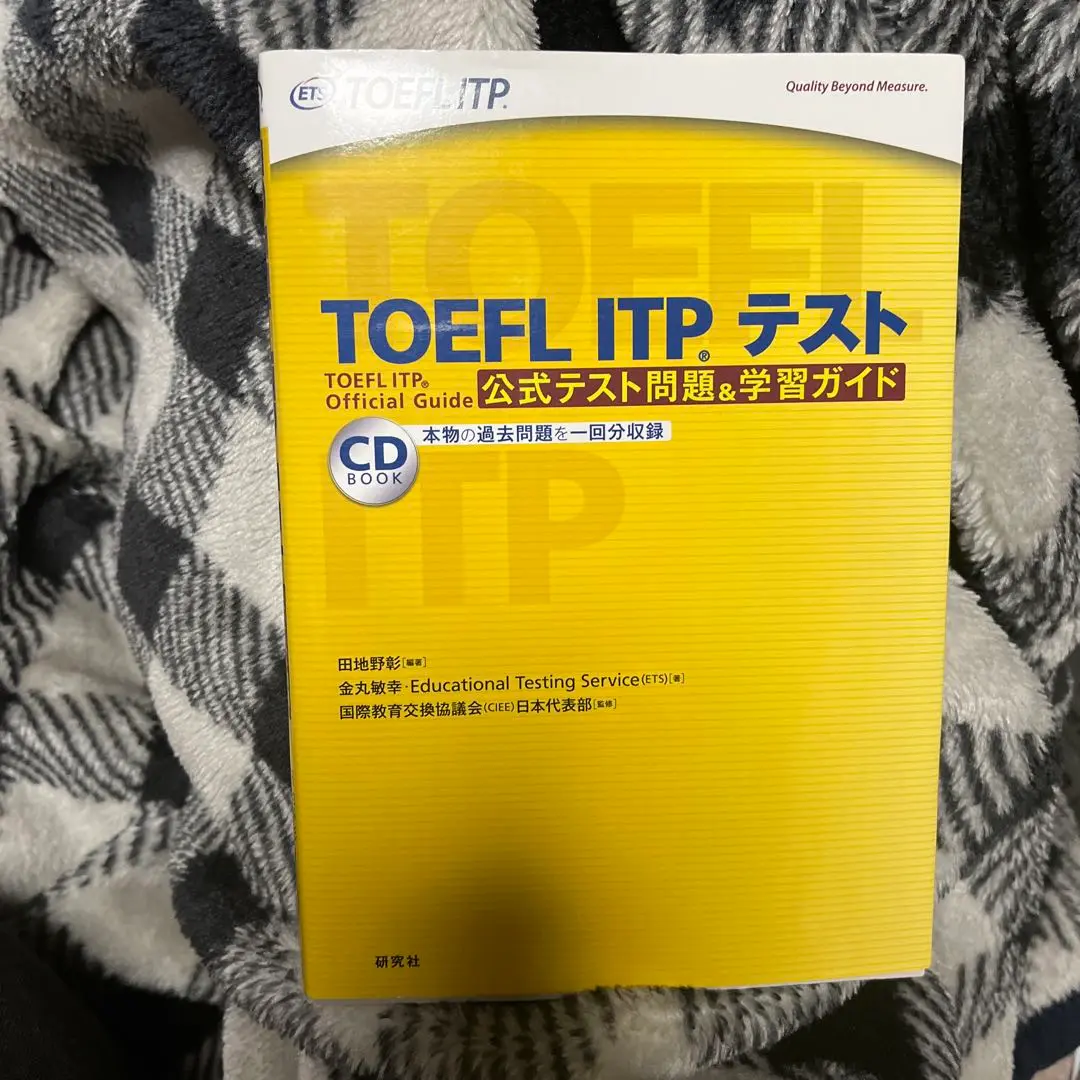 ETS TOEFL ITP.
Quality Beyond Measure.
TOEFL
TOEFL ITP® テスト
TOEFL ITP®
Official Guide 公式テスト問題&学習ガイド
CD
BOOK
本物の過去問題を一回分収録
ITP
田地野彰[編著]
金丸敏幸・Educational Testing Service(ETS)[著]
国際教育交換協議会(CIEE)日本代表部[監修]
研究社